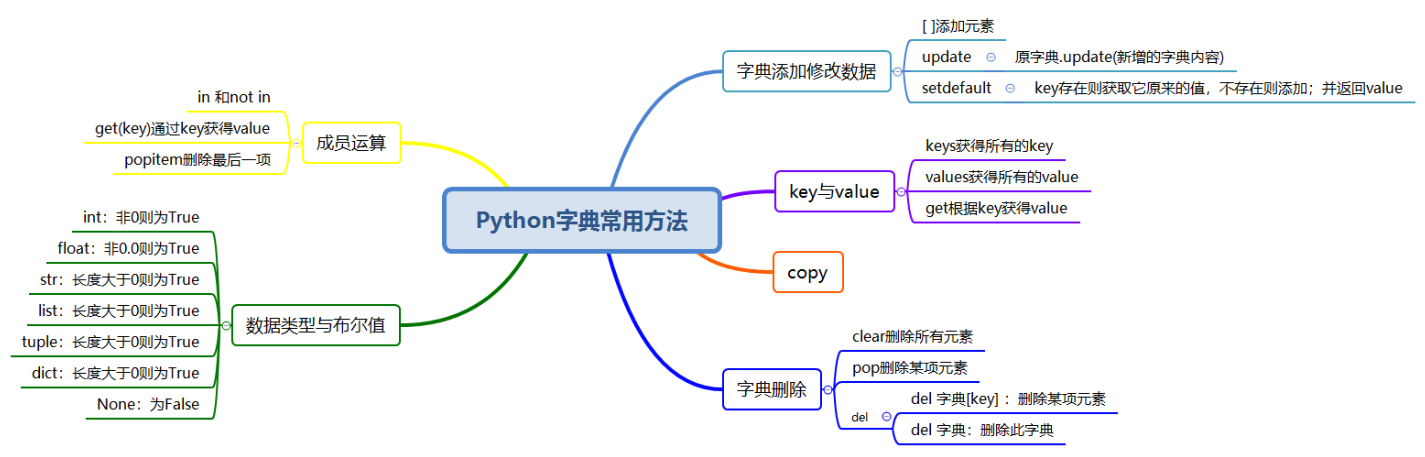 Python字典常用方法
字典添加修改数据
[ ]添加元素
update
原字典.update(新增的字典内容)
setdefault
key存在则获取它原来的值，不存在则添加；并返回value
key与value
keys获得所有的key
values获得所有的value
get根据key获得value
copy
字典删除
clear删除所有元素
pop删除某项元素
del
del 字典[key] ：删除某项元素
del 字典：删除此字典
成员运算
in 和not in
get(key)通过key获得value
popitem删除最后一项
数据类型与布尔值
int：非0则为True
float：非0.0则为True
str：长度大于0则为True
list：长度大于0则为True
tuple：长度大于0则为True
dict：长度大于0则为True
None：为False